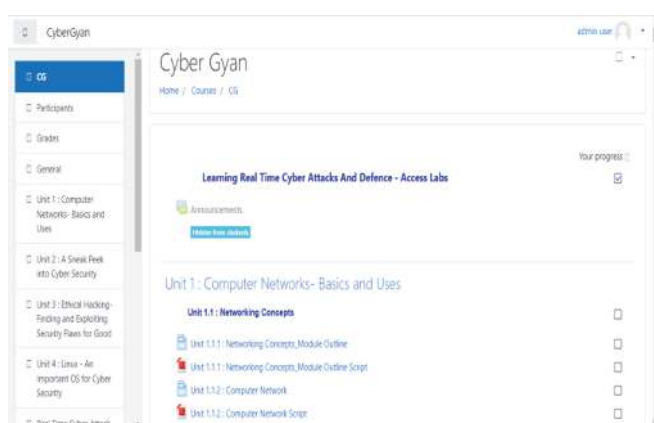 CyberGyan
admin user
CG
Participants
Grades
General
Unit 1 : Computer
Networks- Basics and
Uses
Unit 2 : A Sneak Peek
into Cyber Security
Unit 3 : Ethical Hacking-
Finding and Exploiting
Security Flaws for Good
Unit 4 : Linux - An
Important OS for Cyber
Security
Cyber Gyan
Home / Courses / CG
Your progress
Learning Real Time Cyber Attacks And Defence - Access Labs
Announcements
Hidden from students
Unit 1 : Computer Networks- Basics and Uses
Unit 1.1 : Networking Concepts
Unit 1.1.1 : Networking Concepts_Module Outline
Unit 1.1.1 : Networking Concepts_Module Outline Script
Unit 1.1.2 : Computer Network
Unit 1.1.2 : Computer Network Script